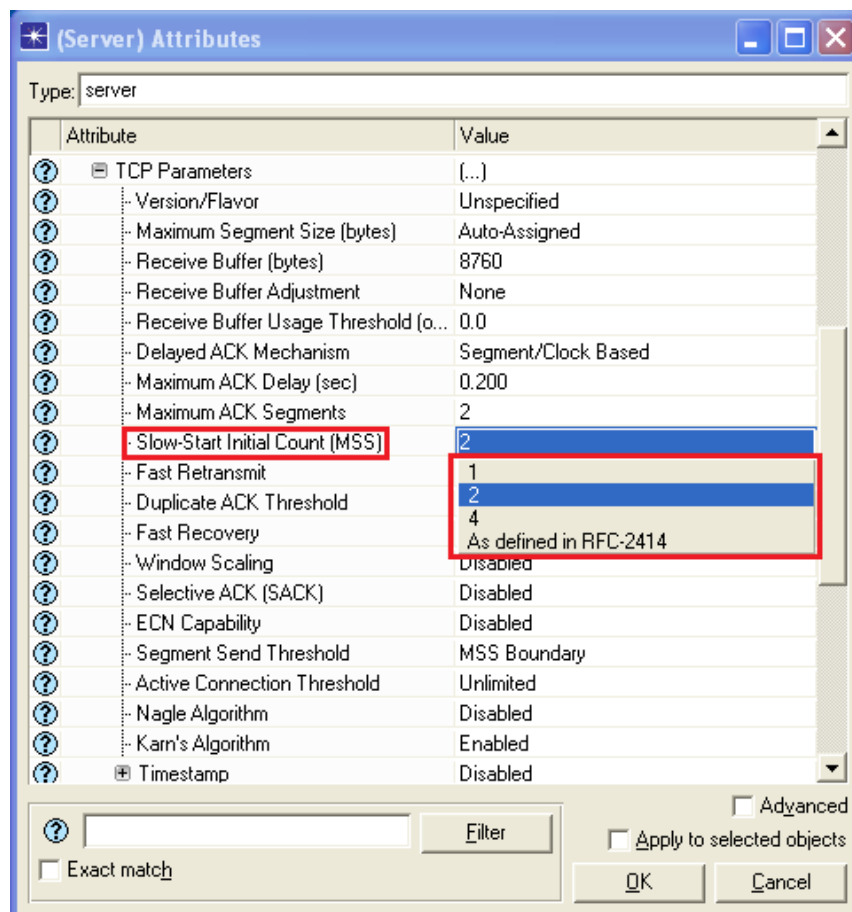 (Server) Attributes
Type: server
Attribute Value
TCP Parameters (...)
Version/Flavor Unspecified
Maximum Segment Size (bytes) Auto-Assigned
Receive Buffer (bytes) 8760
Receive Buffer Adjustment None
Receive Buffer Usage Threshold (o... 0.0
Delayed ACK Mechanism Segment/Clock Based
Maximum ACK Delay (sec) 0.200
Maximum ACK Segments 2
Slow-Start Initial Count (MSS) 2
Fast Retransmit 1
Duplicate ACK Threshold 2
4
Fast Recovery As defined in RFC-2414
Window Scaling Disabled
Selective ACK (SACK) Disabled
ECN Capability Disabled
Segment Send Threshold MSS Boundary
Active Connection Threshold Unlimited
Nagle Algorithm Disabled
Karn's Algorithm Enabled
Timestamp Disabled
Advanced
Filter Apply to selected objects
Exact match OK Cancel